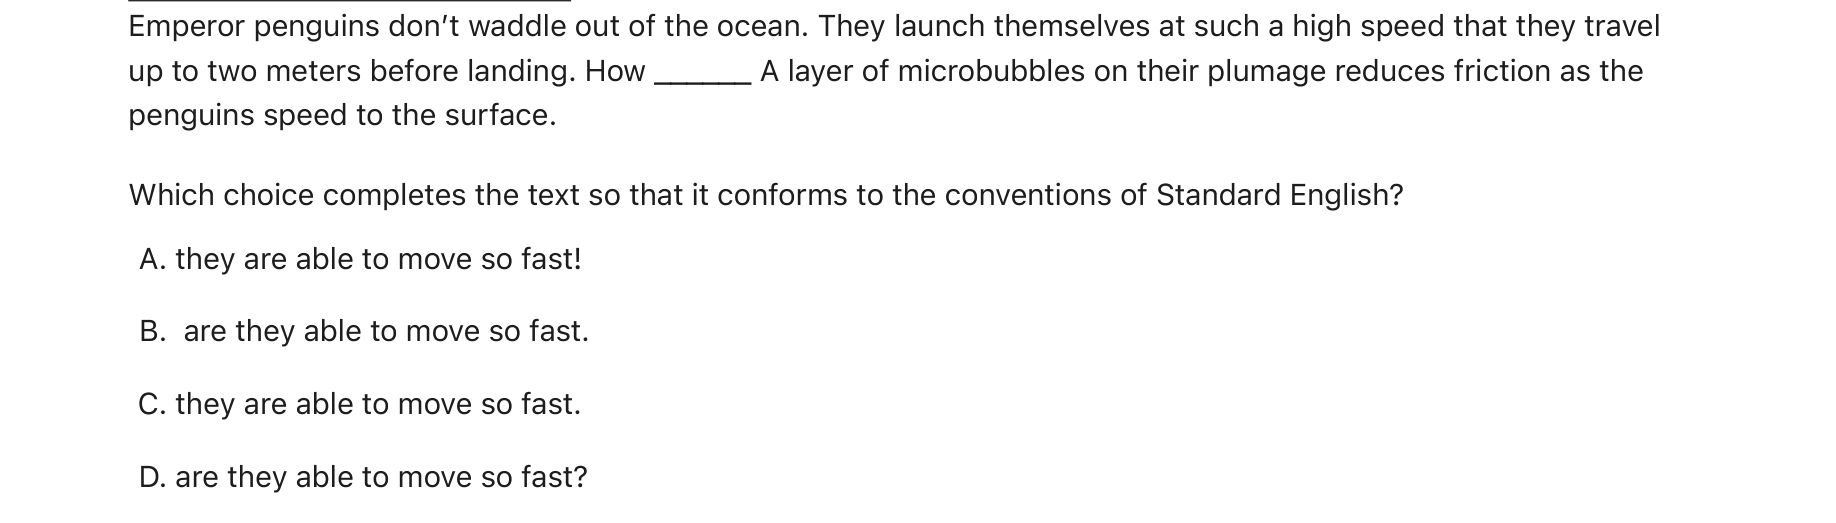 Emperor penguins don’t waddle out of the ocean. They launch themselves at such a high speed that they travel
up to two meters before landing. How ______ A layer of microbubbles on their plumage reduces friction as the
penguins speed to the surface.
Which choice completes the text so that it conforms to the conventions of Standard English?
A. they are able to move so fast!
B. are they able to move so fast.
C. they are able to move so fast.
D. are they able to move so fast?